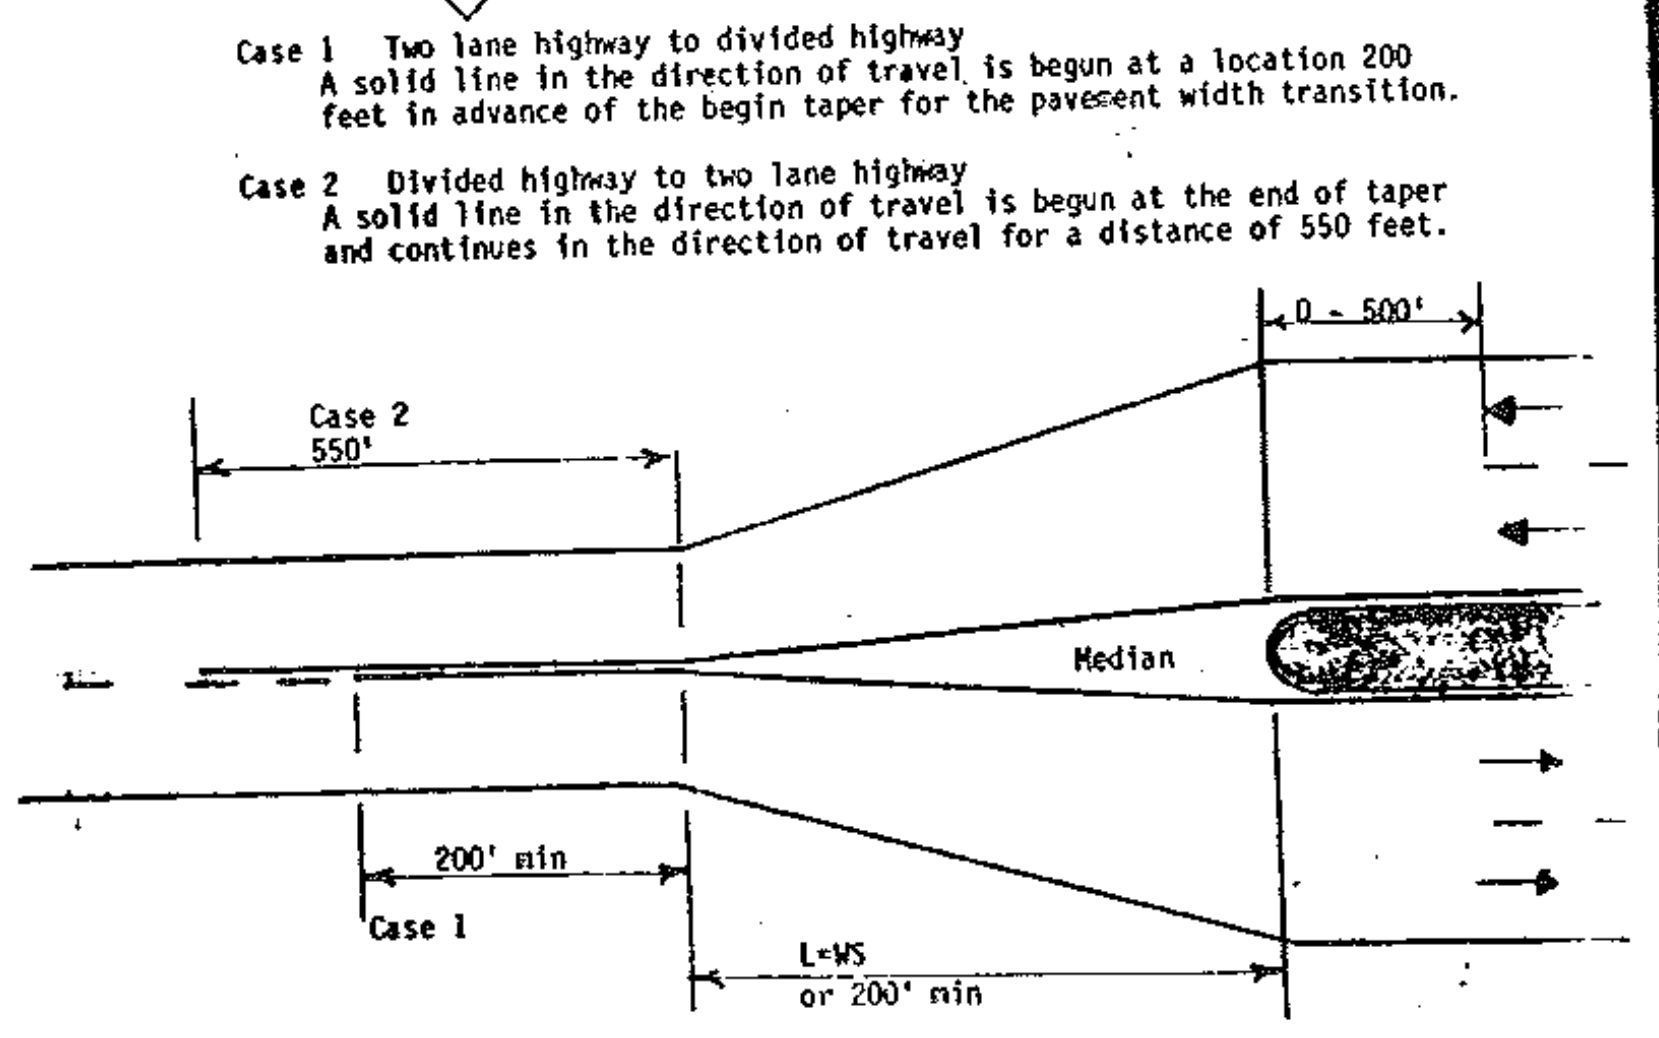 Case 1 Two lane highway to divided highway
A solid line in the direction of travel is begun at a location 200
feet in advance of the begin taper for the pavement width transition.
Case 2 Divided highway to two lane highway
A solid line in the direction of travel is begun at the end of taper
and continues in the direction of travel for a distance of 550 feet.
D - 500'
Case 2
550'
Median
200' min
Case 1
L=WS
or 200' min